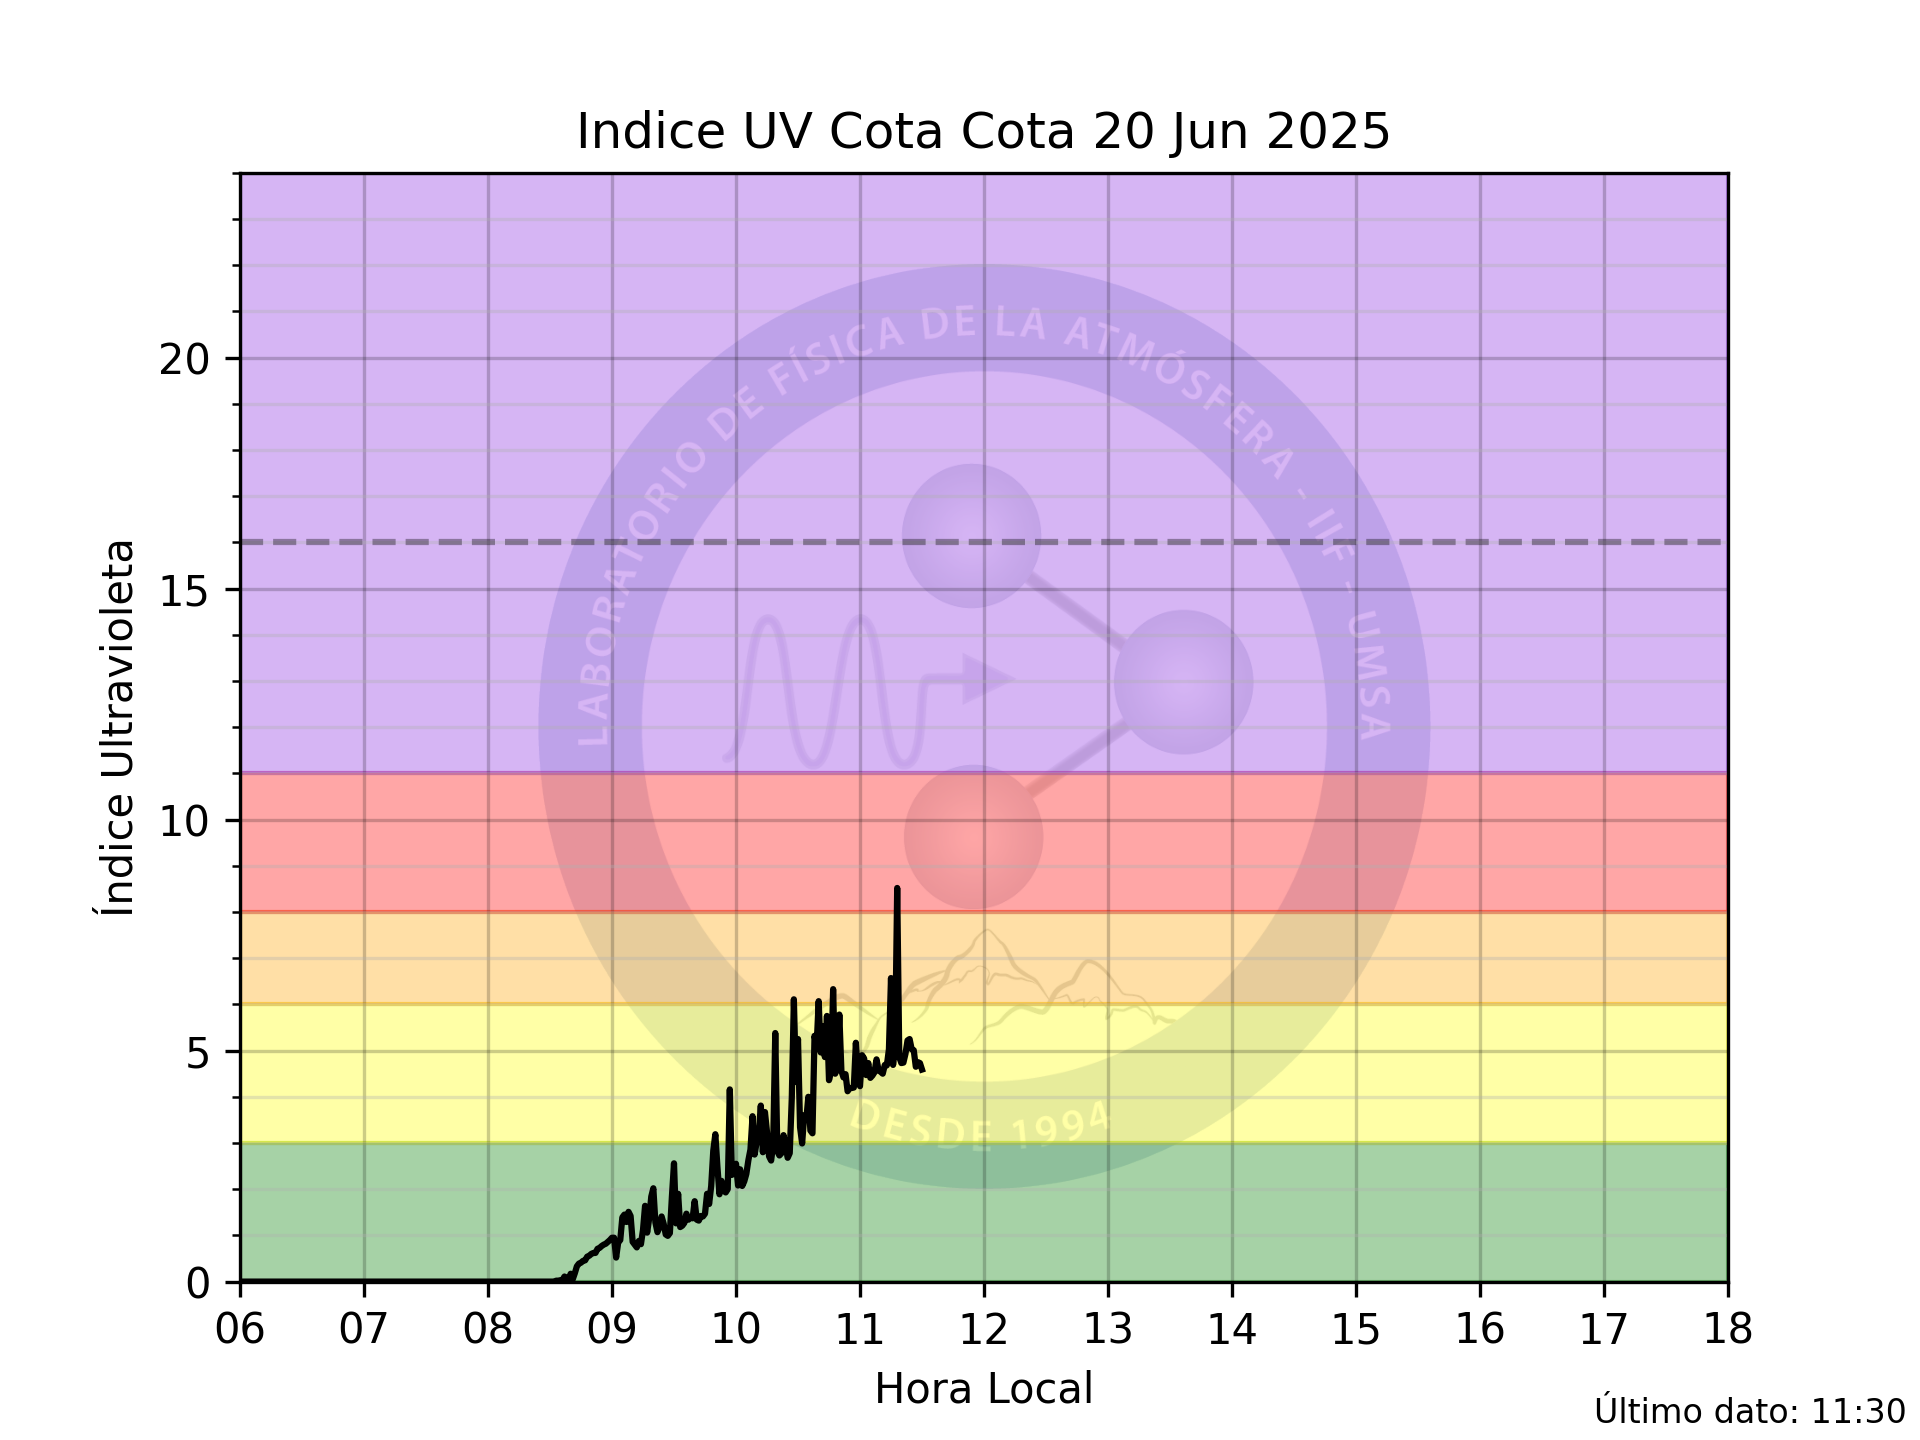 Indice UV Cota Cota 20 Jun 2025
Índice Ultravioleta
20
15
10
5
0
LABORATORIO DE FÍSICA DE LA ATMÓSFERA - IIF - UMSA
DESDE 1994
06 07 08 09 10 11 12 13 14 15 16 17 18
Hora Local
Último dato: 11:30